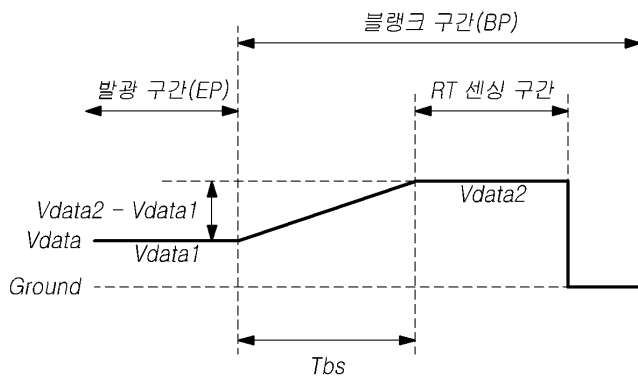 블랭크 구간(BP)
발광 구간(EP)
RT 센싱 구간
Vdata2 - Vdata1
Vdata2
Vdata
Vdata1
Ground
Tbs